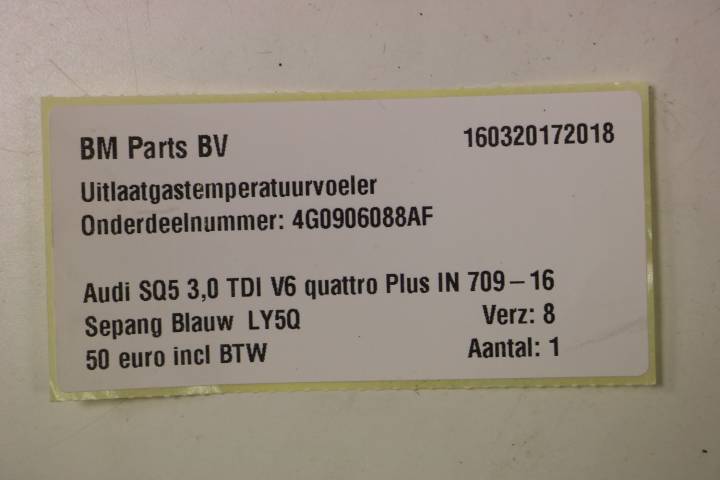 BM Parts BV 160320172018
Uitlaatgastemperatuurvoeler
Onderdeelnummer: 4G0906088AF
Audi SQ5 3,0 TDI V6 quattro Plus IN 709 – 16
Sepang Blauw LY5Q Verz: 8
50 euro incl BTW Aantal: 1